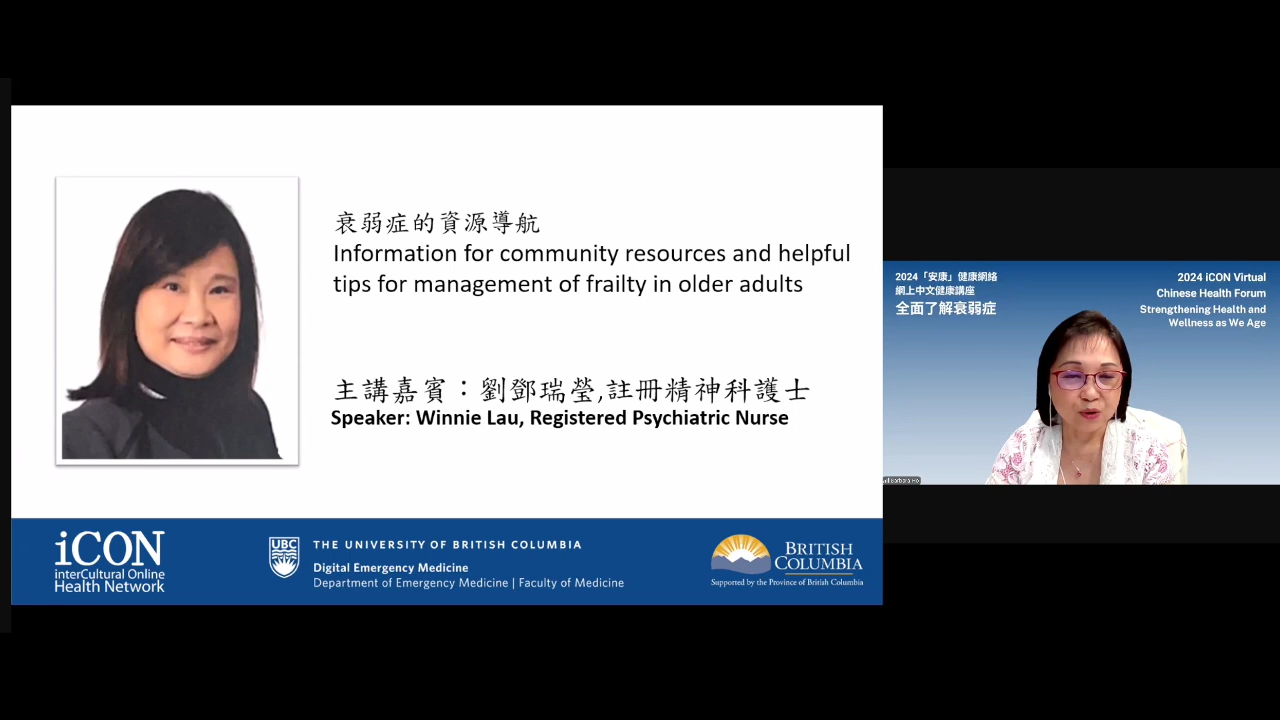 衰弱症的資源導航
Information for community resources and helpful
tips for management of frailty in older adults
主講嘉賓：劉鄧瑞瑩,註冊精神科護士
Speaker: Winnie Lau, Registered Psychiatric Nurse
iCON
interCultural Online
Health Network
UBC
THE UNIVERSITY OF BRITISH COLUMBIA
Digital Emergency Medicine
Department of Emergency Medicine | Faculty of Medicine
BRITISH
COLUMBIA
Supported by the Province of British Columbia
2024「安康」健康網絡
網上中文健康講座
全面了解衰弱症
2024 iCON Virtual
Chinese Health Forum
Strengthening Health and
Wellness as We Age